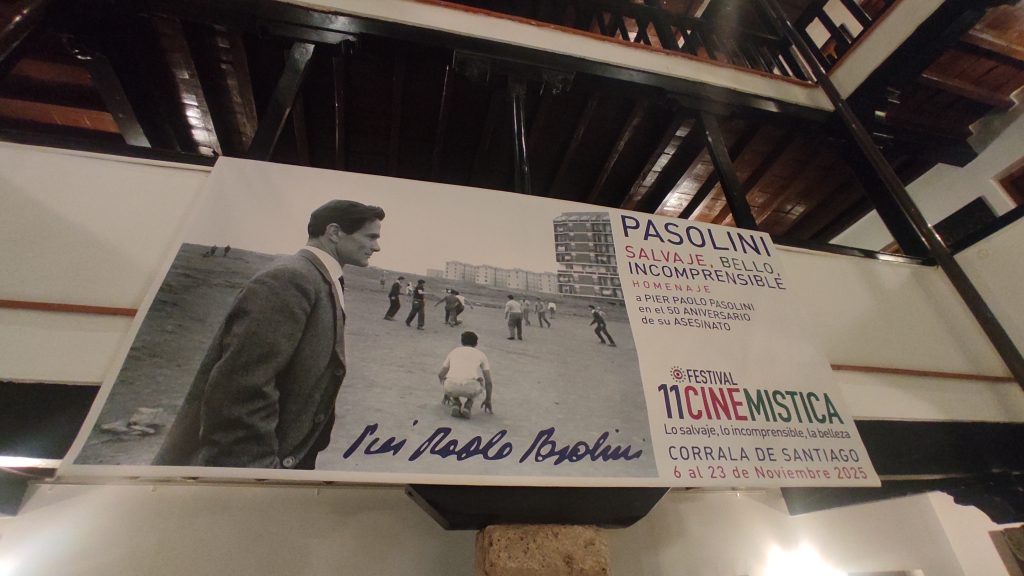 PASOLINI
SALVAJE, BELLO,
INCOMPRENSIBLE
HOMENAJE
a PIER PAOLO PASOLINI
en el 50 ANIVERSARIO
de su ASESINATO
FESTIVAL
11CINEMISTICA
Lo salvaje, lo incomprensible, la belleza
CORRALA DE SANTIAGO
6 al 23 de Noviembre 2025
Pier Paolo Pasolini